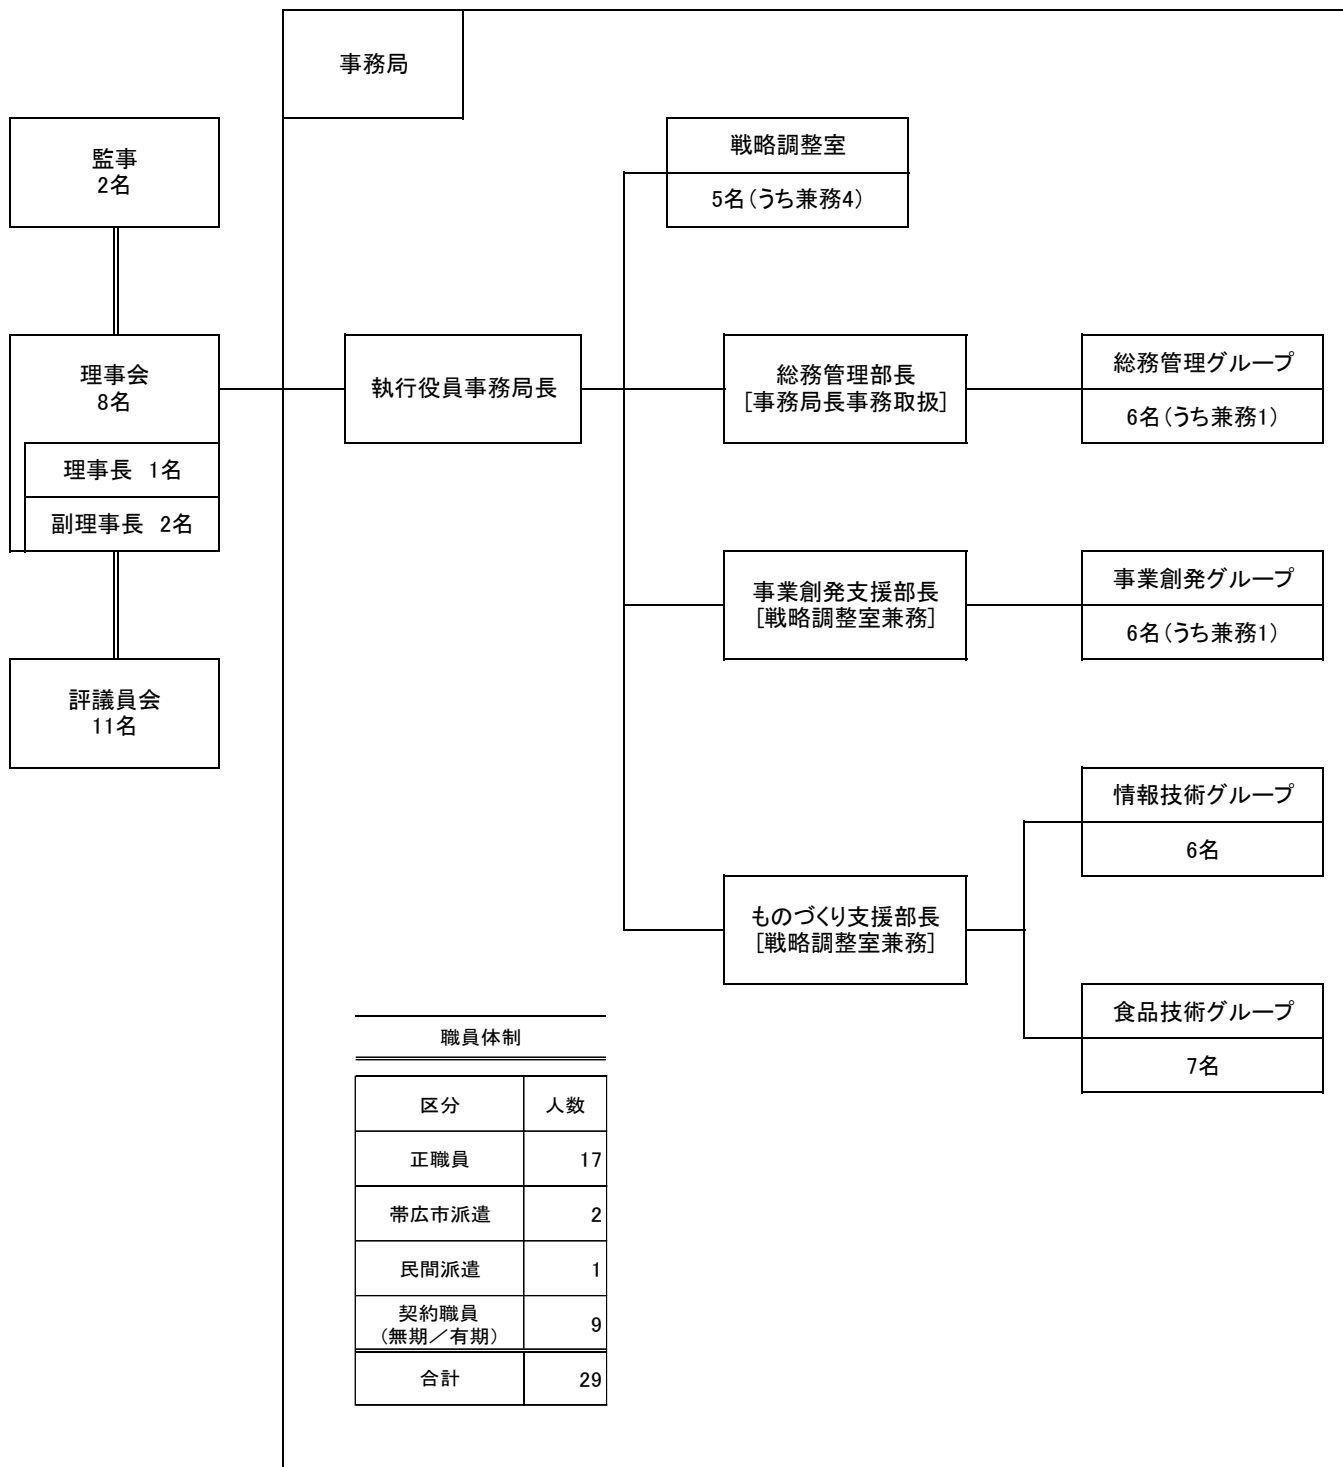 事務局
監事
2名
理事会
8名
理事長 1名
副理事長 2名
評議員会
11名
執行役員事務局長
戦略調整室
5名(うち兼務4)
総務管理部長
[事務局長事務取扱]
総務管理グループ
6名(うち兼務1)
事業創発支援部長
[戦略調整室兼務]
事業創発グループ
6名(うち兼務1)
ものづくり支援部長
[戦略調整室兼務]
情報技術グループ
6名
食品技術グループ
7名
職員体制
区分 人数
正職員 17
帯広市派遣 2
民間派遣 1
契約職員
(無期/有期) 9
合計 29